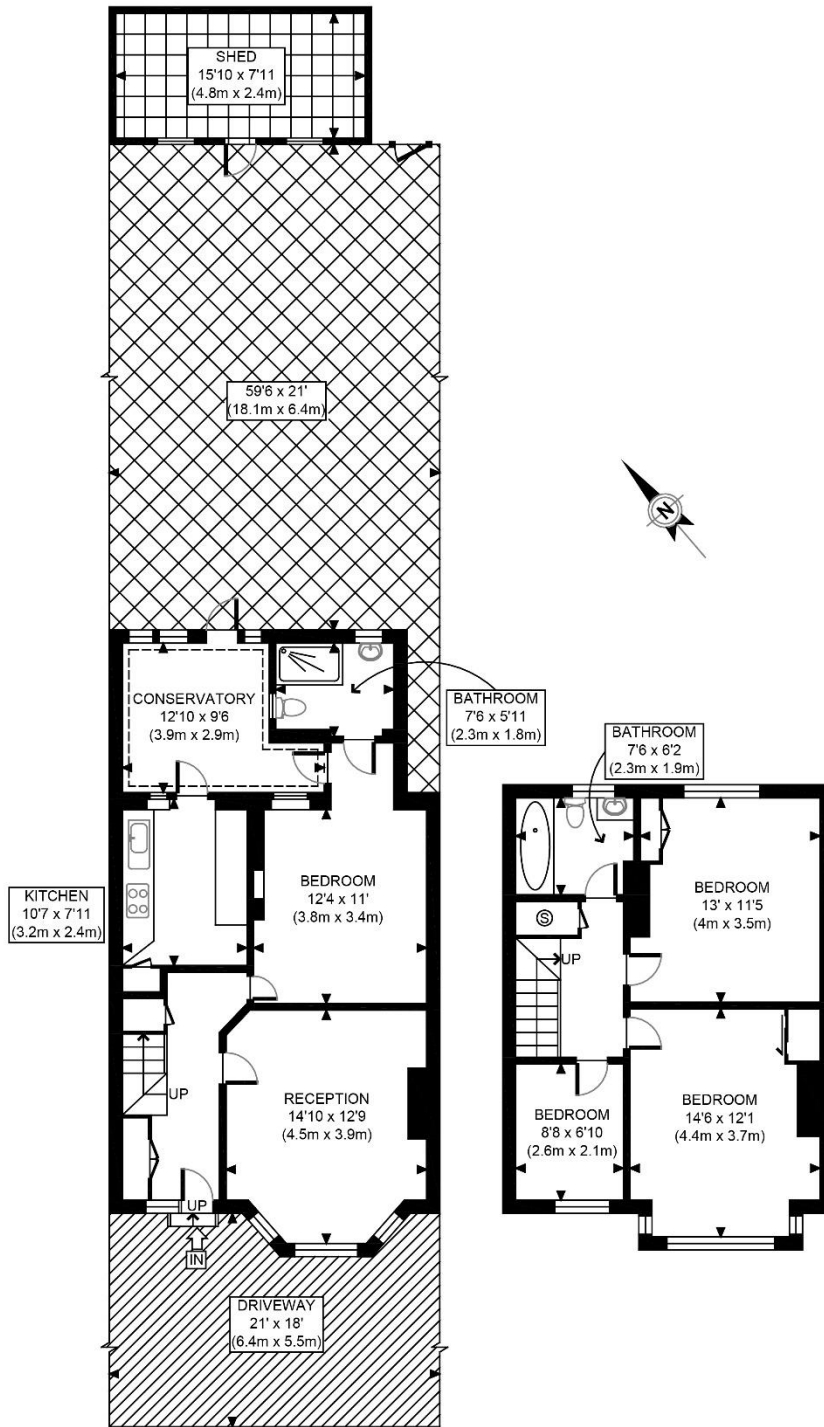 SHED
15'10 x 7'11
(4.8m x 2.4m)
59'6 x 21'
(18.1m x 6.4m)
N
CONSERVATORY
12'10 x 9'6
(3.9m x 2.9m)
BATHROOM
7'6 x 5'11
(2.3m x 1.8m)
BATHROOM
7'6 x 6'2
(2.3m x 1.9m)
KITCHEN
10'7 x 7'11
(3.2m x 2.4m)
BEDROOM
12'4 x 11'
(3.8m x 3.4m)
BEDROOM
13' x 11'5
(4m x 3.5m)
S
UP
UP
RECEPTION
14'10 x 12'9
(4.5m x 3.9m)
BEDROOM
8'8 x 6'10
(2.6m x 2.1m)
BEDROOM
14'6 x 12'1
(4.4m x 3.7m)
UP
IN
DRIVEWAY
21' x 18'
(6.4m x 5.5m)